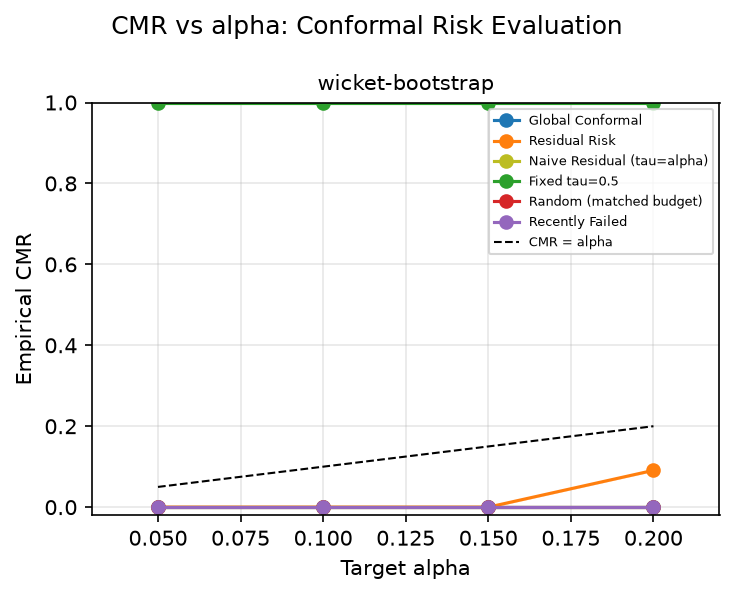 CMR vs alpha: Conformal Risk Evaluation
wicket-bootstrap
1.0
0.8
0.6
0.4
0.2
0.0
Empirical CMR
Global Conformal
Residual Risk
Naive Residual (tau=alpha)
Fixed tau=0.5
Random (matched budget)
Recently Failed
CMR = alpha
0.050 0.075 0.100 0.125 0.150 0.175 0.200
Target alpha